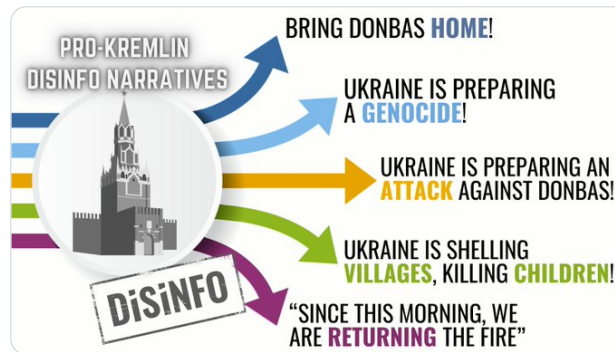 PRO-KREMLIN
DISINFO NARRATIVES
BRING DONBAS HOME!
UKRAINE IS PREPARING
A GENOCIDE!
UKRAINE IS PREPARING AN
ATTACK AGAINST DONBAS!
UKRAINE IS SHELLING
VILLAGES, KILLING CHILDREN!
DiSiNFO
“SINCE THIS MORNING, WE
ARE RETURNING THE FIRE”